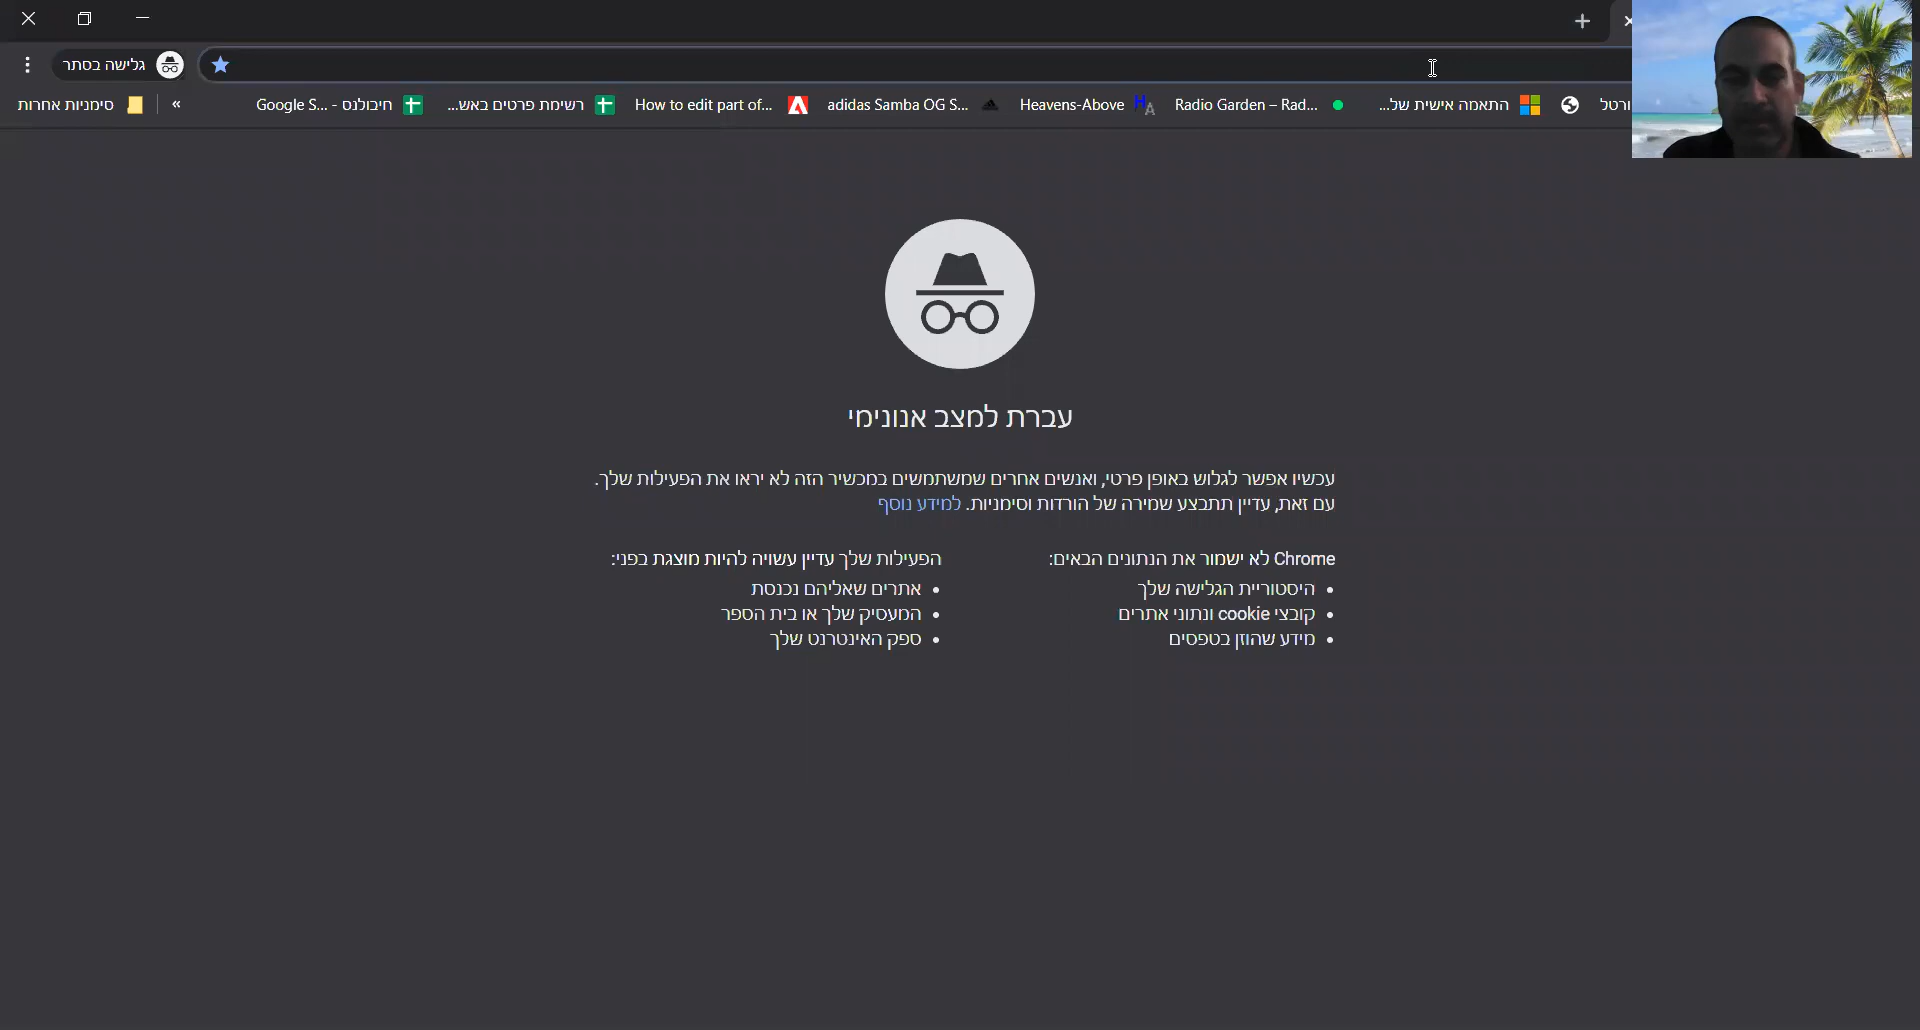 גלישה בסתר
ורטל
התאמה אישית של...
Radio Garden – Rad...
Heavens-Above
adidas Samba OG S...
How to edit part of...
רשימת פרטים באש...
חיבולנס - Google S...
»
סימניות אחרות
עברת למצב אנונימי
עכשיו אפשר לגלוש באופן פרטי, ואנשים אחרים שמשתמשים במכשיר הזה לא יראו את הפעילות שלך.
עם זאת, עדיין תתבצע שמירה של הורדות וסימניות. למידע נוסף
Chrome לא ישמור את הנתונים הבאים:
• היסטוריית הגלישה שלך
• קובצי cookie ונתוני אתרים
• מידע שהוזן בטפסים
הפעילות שלך עדיין עשויה להיות מוצגת בפני:
• אתרים שאליהם נכנסת
• המעסיק שלך או בית הספר
• ספק האינטרנט שלך